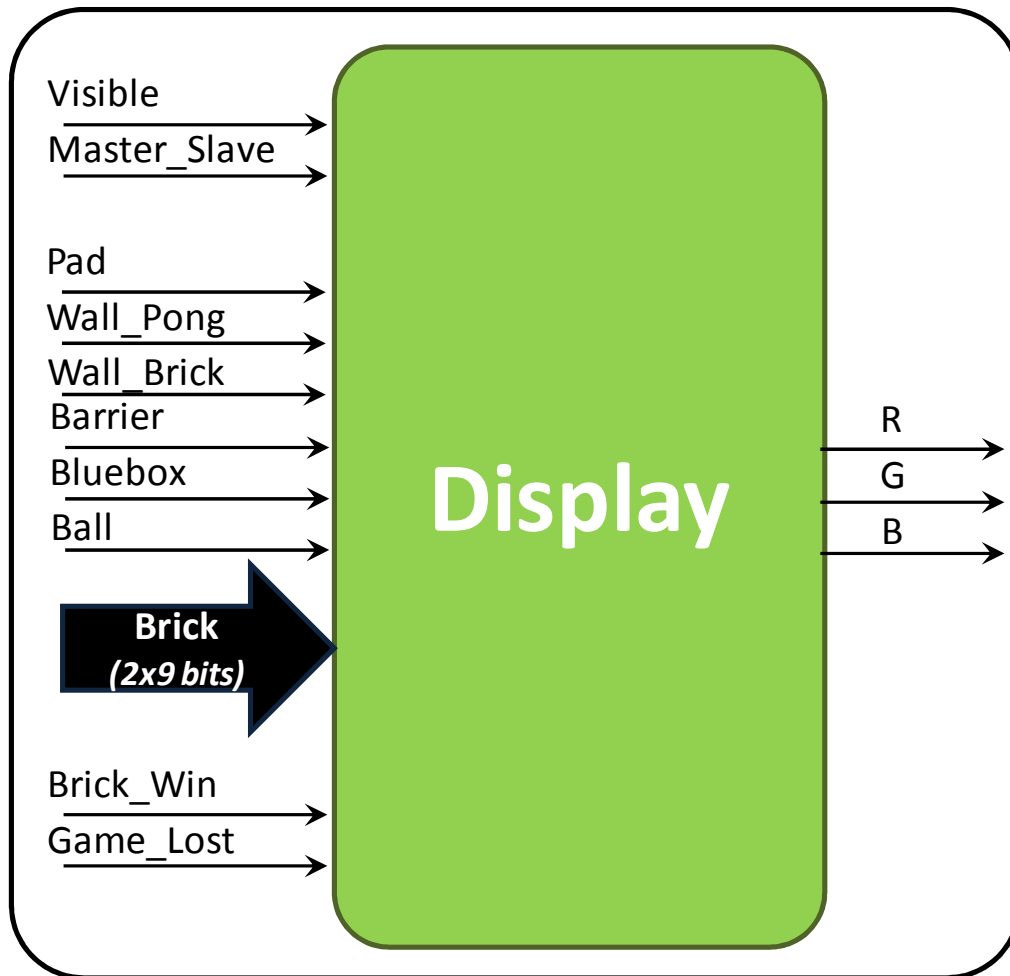 Visible
Master_Slave
Pad
Wall_Pong
Wall_Brick
Barrier
Bluebox
Ball
Brick
(2x9 bits)
Brick_Win
Game_Lost
Display
R
G
B